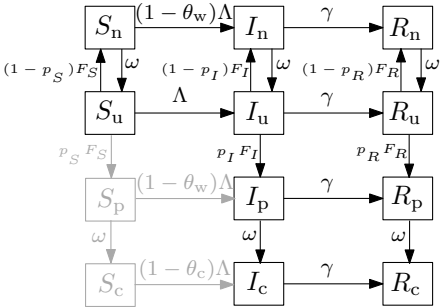 S_n (1 − θ_w)Λ I_n γ R_n
(1 − p_S)F_S ω (1 − p_I)F_I ω (1 − p_R)F_R ω
S_u Λ I_u γ R_u
p_S F_S p_I F_I p_R F_R
S_p (1 − θ_w)Λ I_p γ R_p
ω ω ω
S_c (1 − θ_c)Λ I_c γ R_c